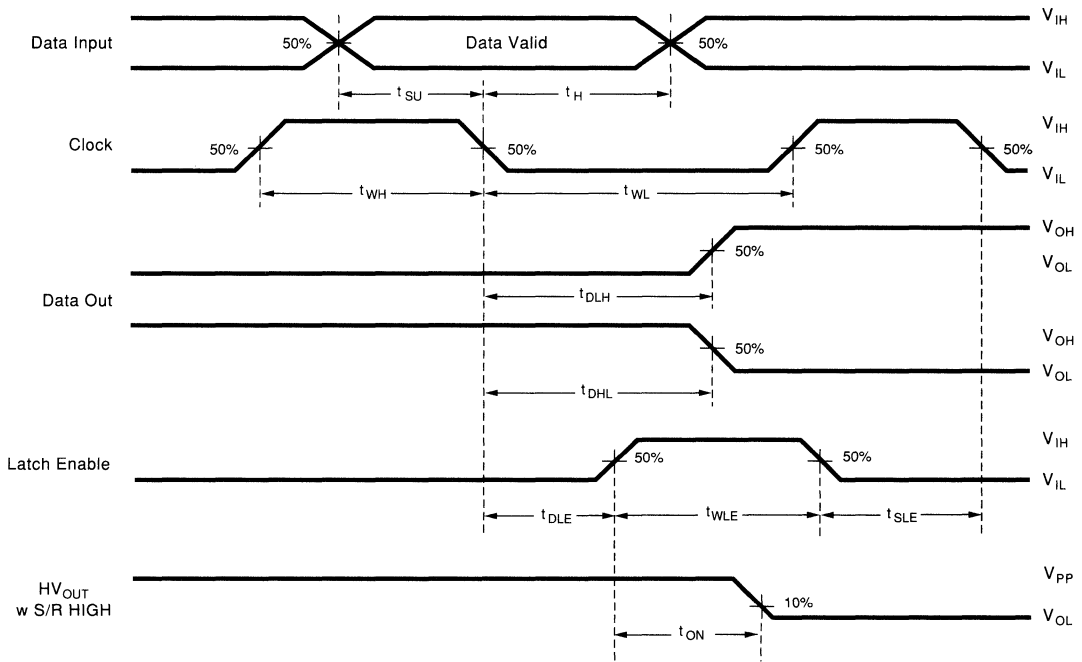 V_IH
Data Input
50%
Data Valid
50%
V_IL
t_SU
t_H
V_IH
Clock
50%
50%
50%
50%
V_IL
t_WH
t_WL
V_OH
50%
V_OL
t_DLH
Data Out
V_OH
50%
V_OL
t_DHL
V_IH
Latch Enable
50%
50%
V_IL
t_DLE
t_WLE
t_SLE
V_PP
HV_OUT
w S/R HIGH
10%
V_OL
t_ON